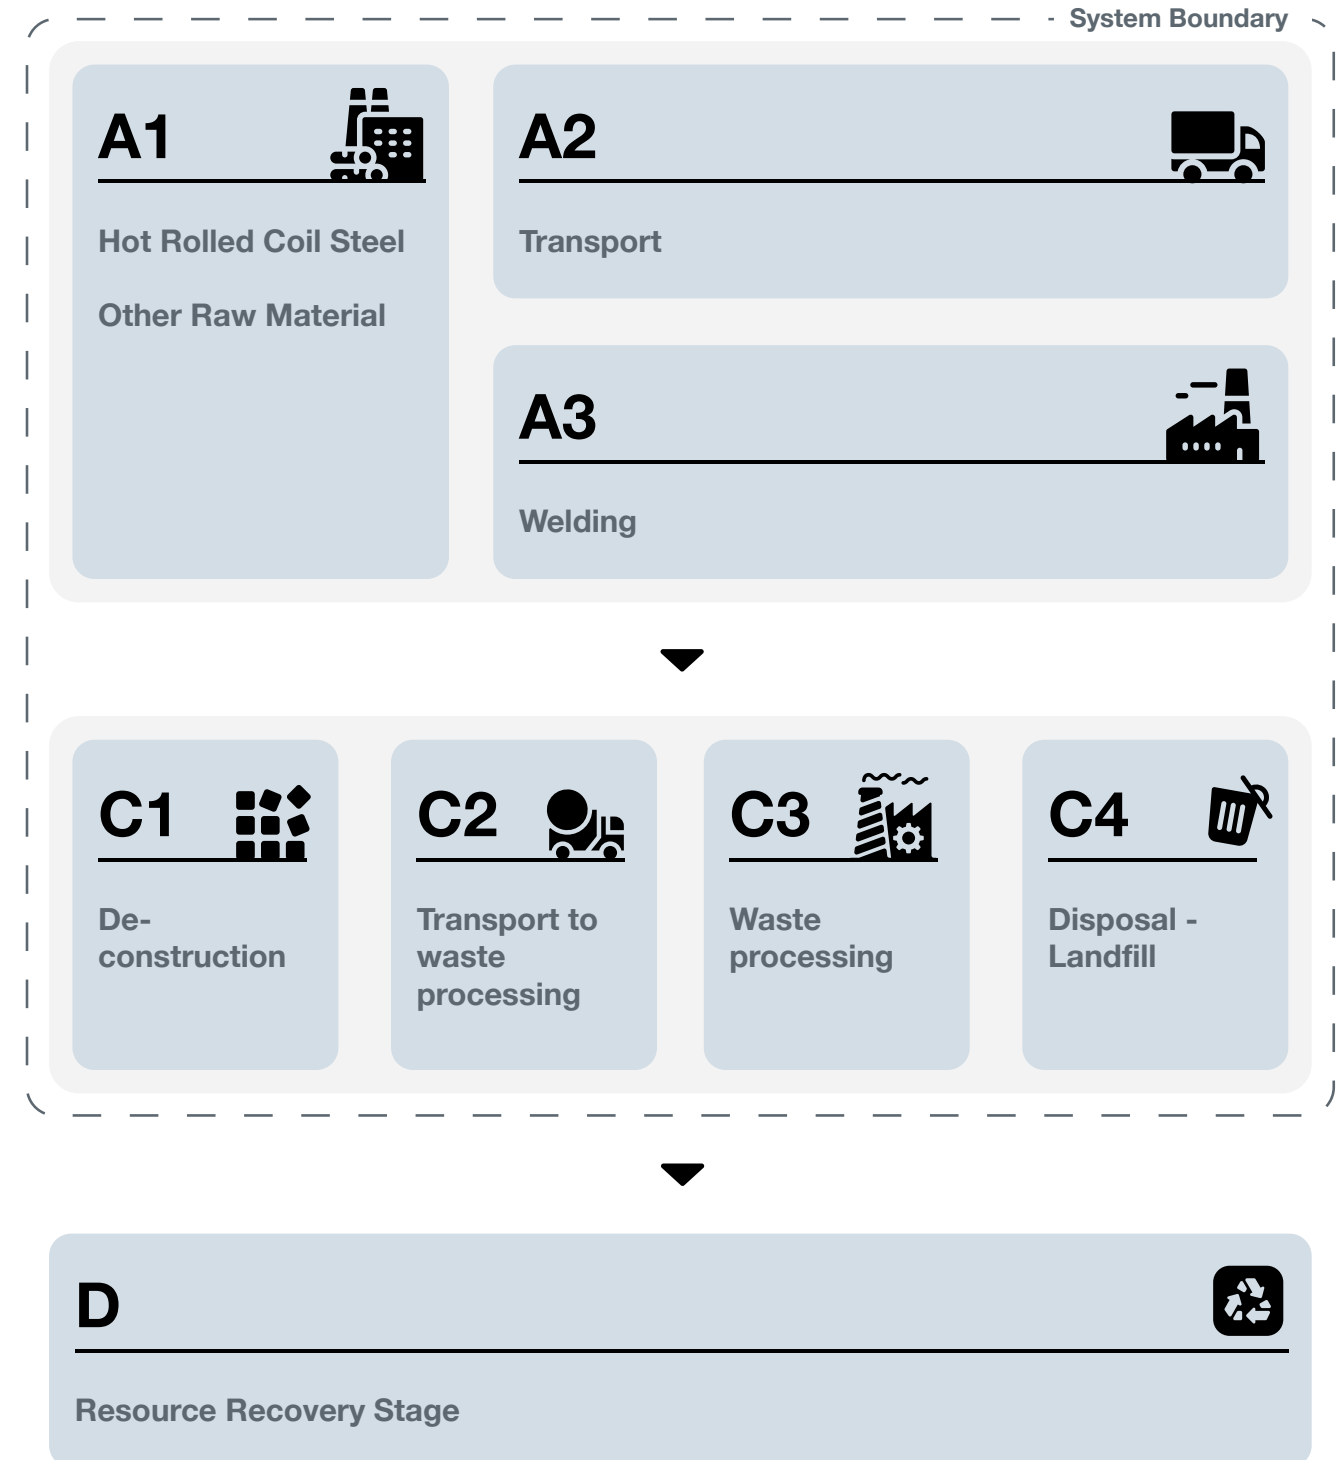 System Boundary
A1
Hot Rolled Coil Steel
Other Raw Material
A2
Transport
A3
Welding
C1
De-
construction
C2
Transport to
waste
processing
C3
Waste
processing
C4
Disposal -
Landfill
D
Resource Recovery Stage